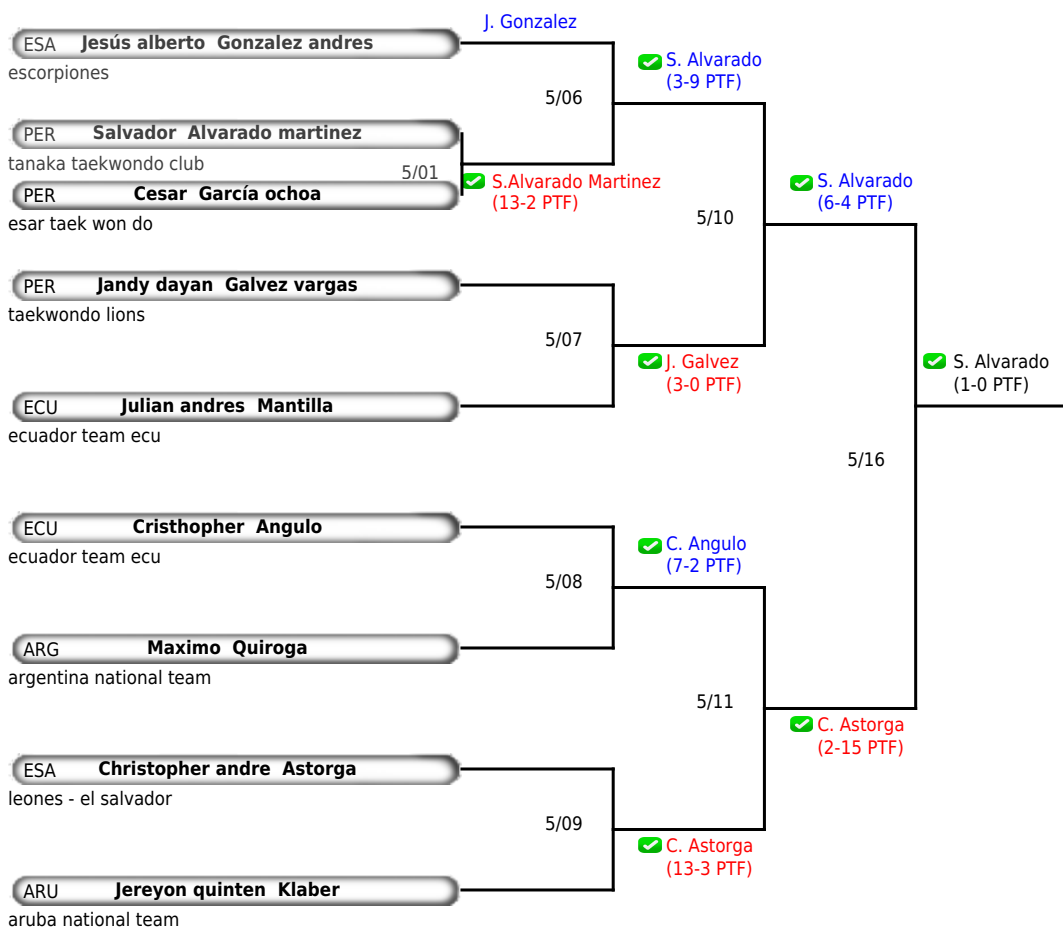 J. Gonzalez
ESA Jesús alberto Gonzalez andres
escorpiones
S. Alvarado
(3-9 PTF)
5/06
PER Salvador Alvarado martinez
tanaka taekwondo club
5/01
S.Alvarado Martinez
(13-2 PTF)
PER Cesar García ochoa
esar taek won do
S. Alvarado
(6-4 PTF)
5/10
PER Jandy dayan Galvez vargas
taekwondo lions
5/07
J. Galvez
(3-0 PTF)
S. Alvarado
(1-0 PTF)
ECU Julian andres Mantilla
ecuador team ecu
5/16
ECU Cristhopher Angulo
ecuador team ecu
C. Angulo
(7-2 PTF)
5/08
ARG Maximo Quiroga
argentina national team
5/11
C. Astorga
(2-15 PTF)
ESA Christopher andre Astorga
leones - el salvador
5/09
C. Astorga
(13-3 PTF)
ARU Jereyon quinten Klaber
aruba national team